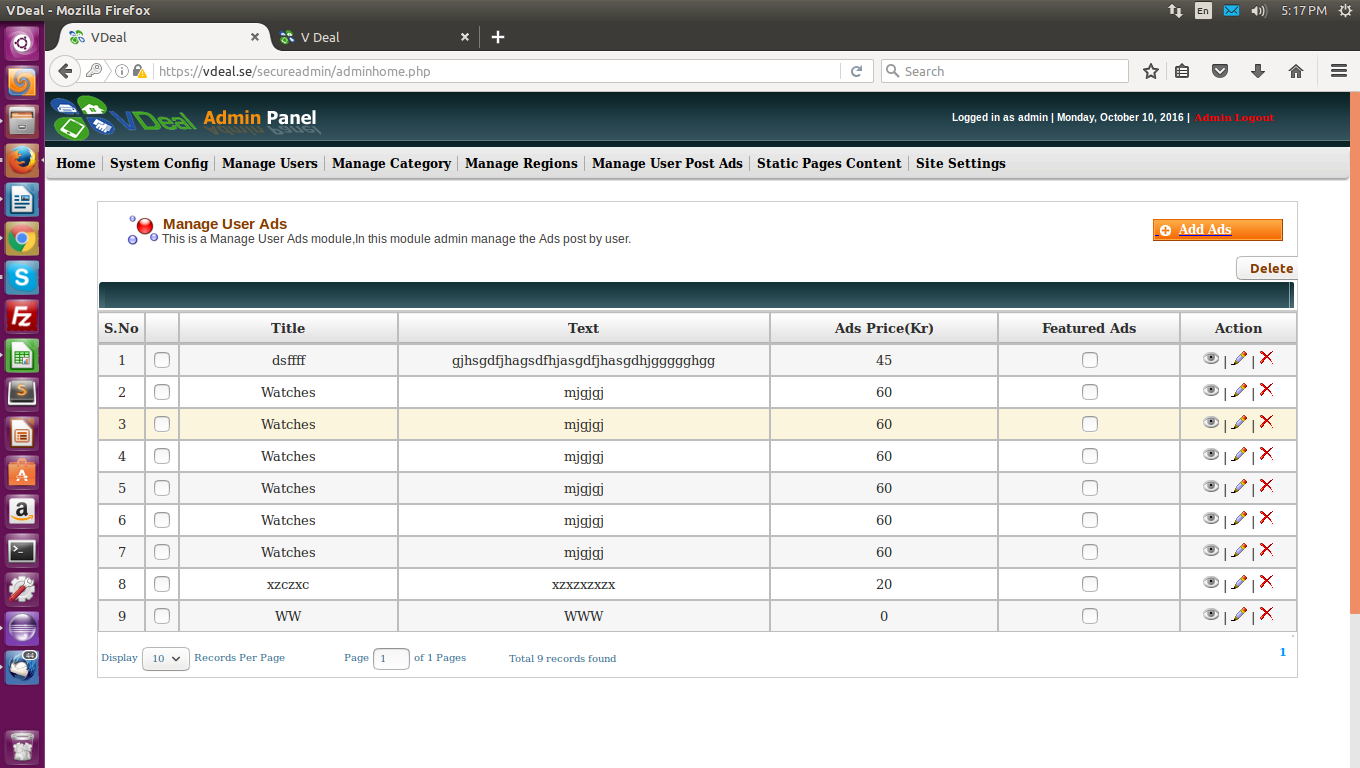 VDeal - Mozilla Firefox
En
5:17 PM
VDeal
V Deal
https://vdeal.se/secureadmin/adminhome.php
Search
VDeal Admin Panel
Logged in as admin | Monday, October 10, 2016 | Admin Logout
Home System Config Manage Users Manage Category Manage Regions Manage User Post Ads Static Pages Content Site Settings
Manage User Ads
This is a Manage User Ads module,In this module admin manage the Ads post by user.
Add Ads
Delete
S.No Title Text Ads Price(Kr) Featured Ads Action
1 dsffff gjhsgdfjhagsdfhjasgdfjhasgdhjggggghgg 45 | |
2 Watches mjgjgj 60 | |
3 Watches mjgjgj 60 | |
4 Watches mjgjgj 60 | |
5 Watches mjgjgj 60 | |
6 Watches mjgjgj 60 | |
7 Watches mjgjgj 60 | |
8 xzczxc xzxzxzxzx 20 | |
9 WW WWW 0 | |
Display 10 Records Per Page Page 1 of 1 Pages Total 9 records found 1
44